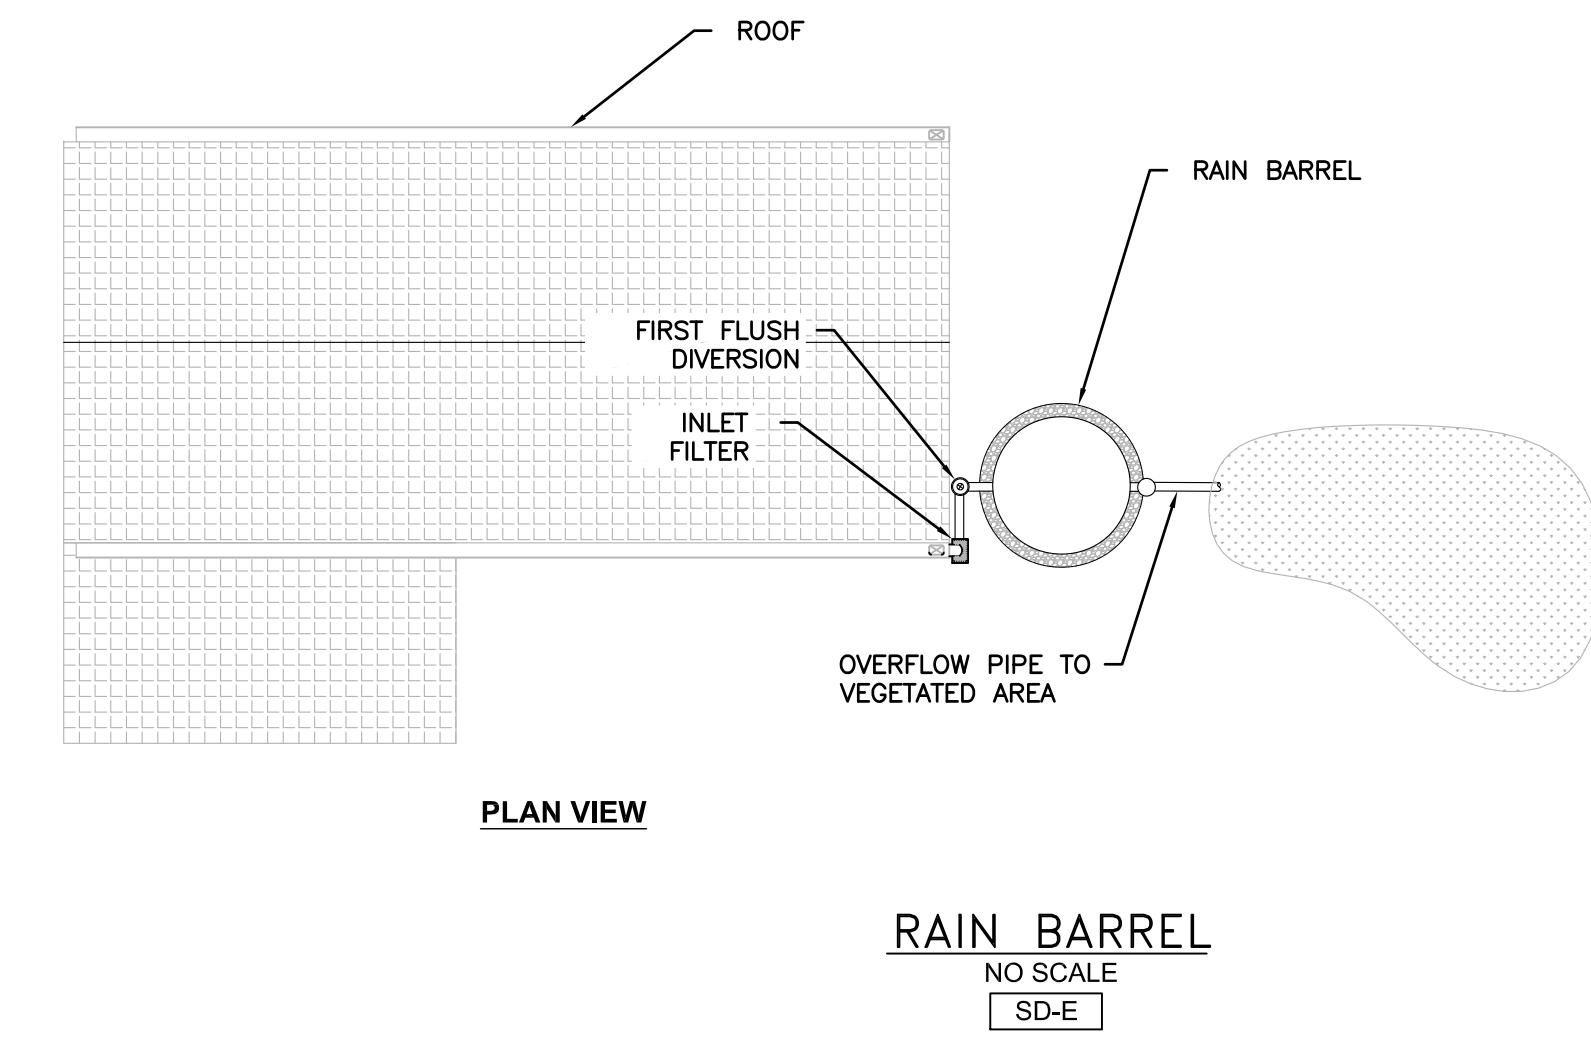 ROOF
RAIN BARREL
FIRST FLUSH
DIVERSION
INLET
FILTER
OVERFLOW PIPE TO
VEGETATED AREA
PLAN VIEW
RAIN BARREL
NO SCALE
SD-E